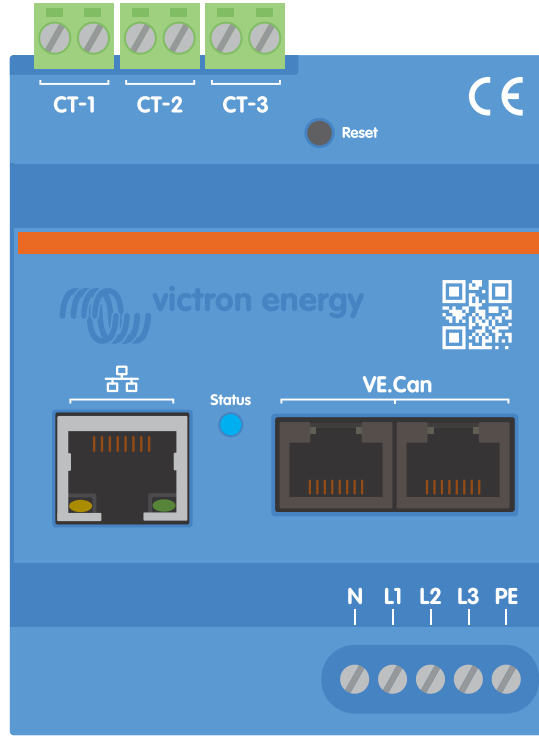 CT-1 CT-2 CT-3
CE
Reset
victron energy
Status
VE.Can
N L1 L2 L3 PE